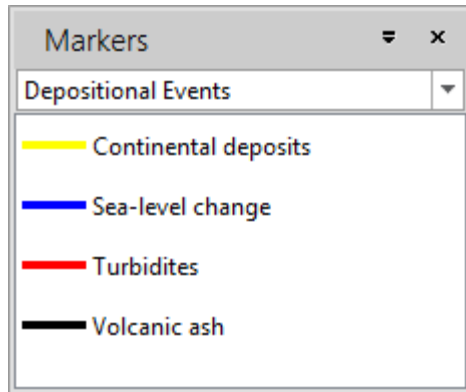 Markers
Depositional Events
Continental deposits
Sea-level change
Turbidites
Volcanic ash